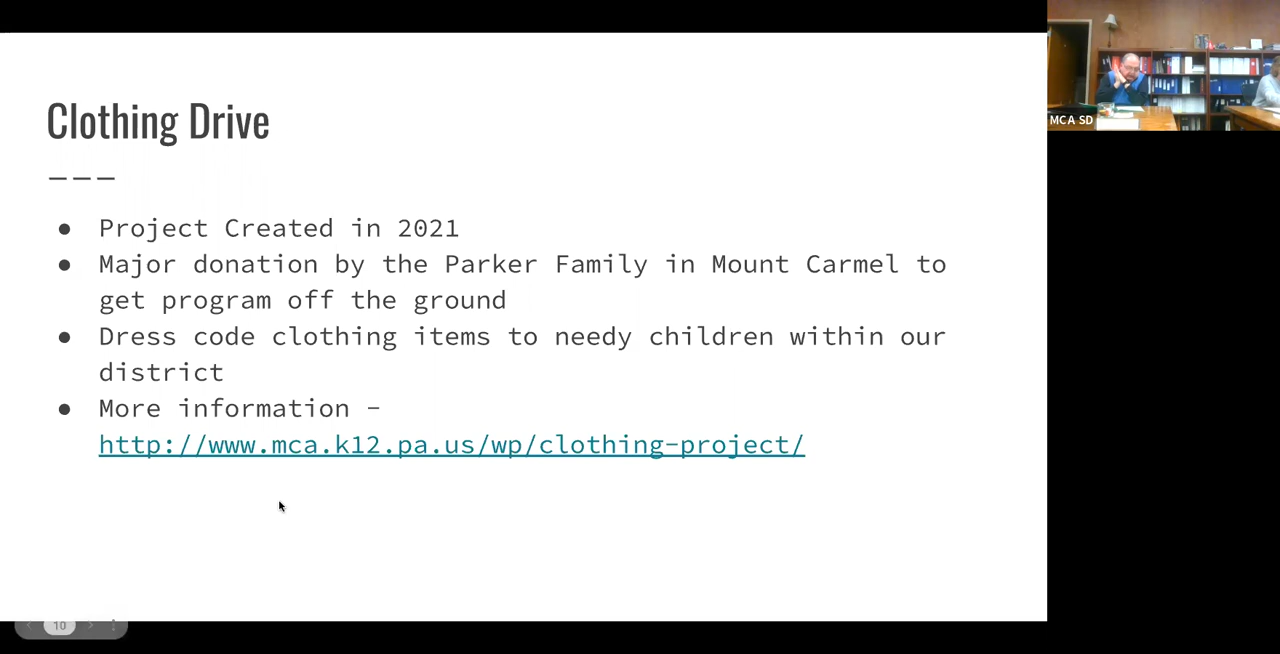 Clothing Drive
● Project Created in 2021
● Major donation by the Parker Family in Mount Carmel to
get program off the ground
● Dress code clothing items to needy children within our
district
● More information –
http://www.mca.k12.pa.us/wp/clothing-project/
10
MCA SD